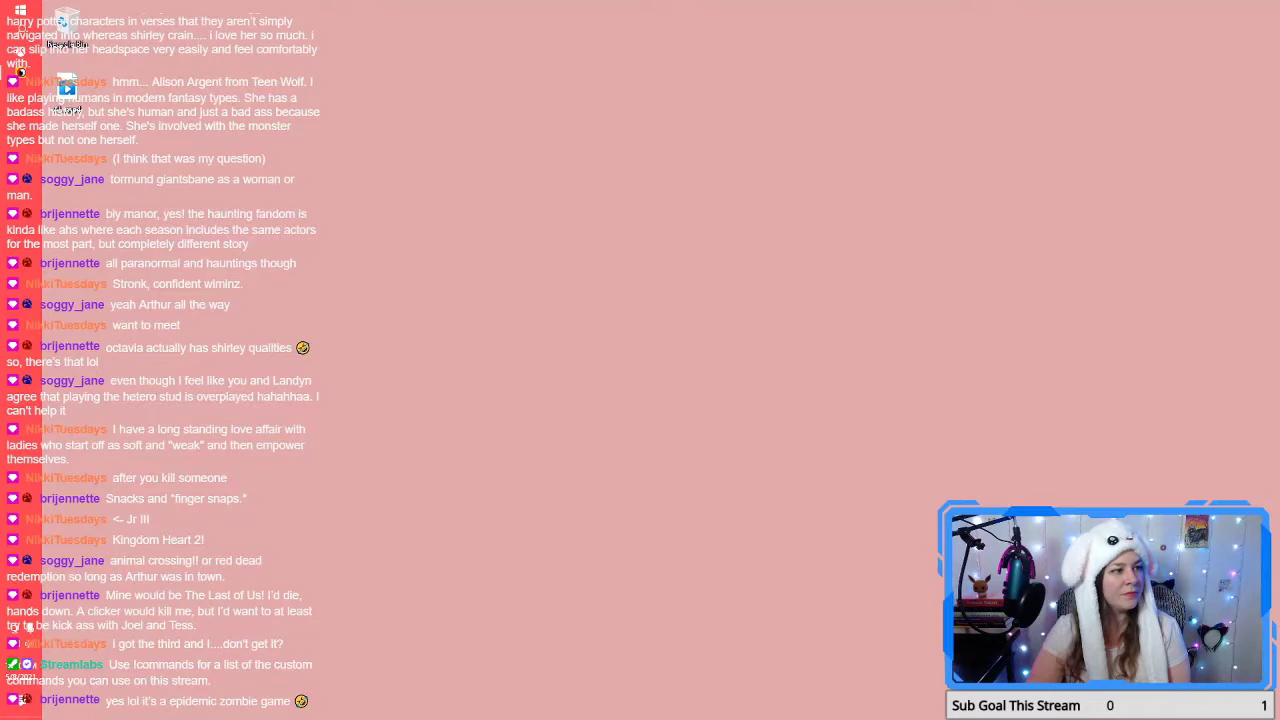 harry potter characters in verses that they aren't simply
navigated into whereas shirley crain.... i love her so much. i
can slip into her headspace very easily and feel comfortably
with.
NikkiTuesdays hmm... Alison Argent from Teen Wolf. I
like playing humans in modern fantasy types. She has a
badass history, but she's human and just a bad ass because
she made herself one. She's involved with the monster
types but not one herself.
NikkiTuesdays (I think that was my question)
soggy_jane tormund giantsbane as a woman or
man.
brijennette bly manor, yes! the haunting fandom is
kinda like ahs where each season includes the same actors
for the most part, but completely different story
brijennette all paranormal and hauntings though
NikkiTuesdays Stronk, confident wiminz.
soggy_jane yeah Arthur all the way
NikkiTuesdays want to meet
brijennette octavia actually has shirley qualities
so, there's that lol
soggy_jane even though I feel like you and Landyn
agree that playing the hetero stud is overplayed hahahhaa. I
can't help it
NikkiTuesdays I have a long standing love affair with
ladies who start off as soft and "weak" and then empower
themselves.
NikkiTuesdays after you kill someone
brijennette Snacks and *finger snaps.*
NikkiTuesdays <- Jr III
NikkiTuesdays Kingdom Heart 2!
soggy_jane animal crossing!! or red dead
redemption so long as Arthur was in town.
brijennette Mine would be The Last of Us! I'd die,
hands down. A clicker would kill me, but I'd want to at least
try to be kick ass with Joel and Tess.
NikkiTuesdays I got the third and I....don't get it?
Streamlabs Use !commands for a list of the custom
commands you can use on this stream.
brijennette yes lol it's a epidemic zombie game
Recycle Bin
Sub Goal This Stream 0 1